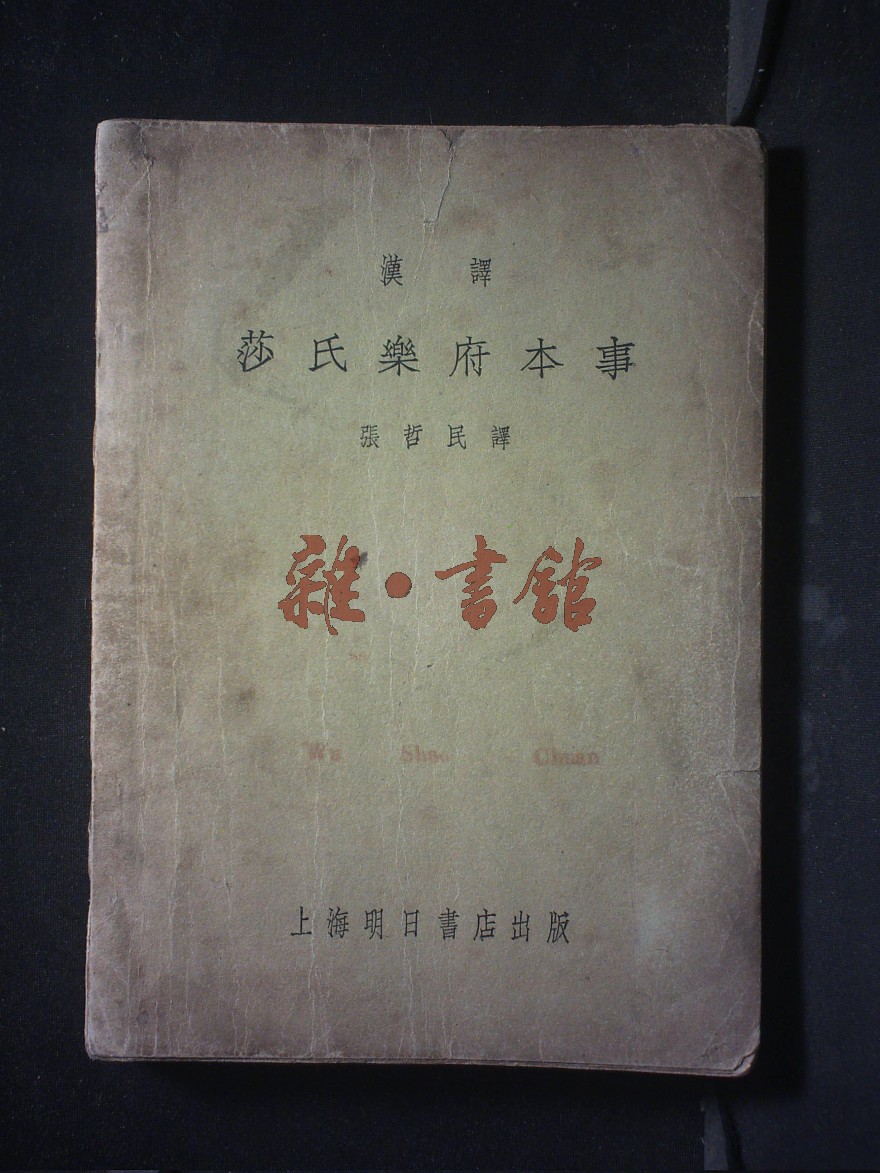 漢 譯
莎氏樂府本事
張哲民譯
雜·書館
Wu Shao Chuan
上海明日書店出版